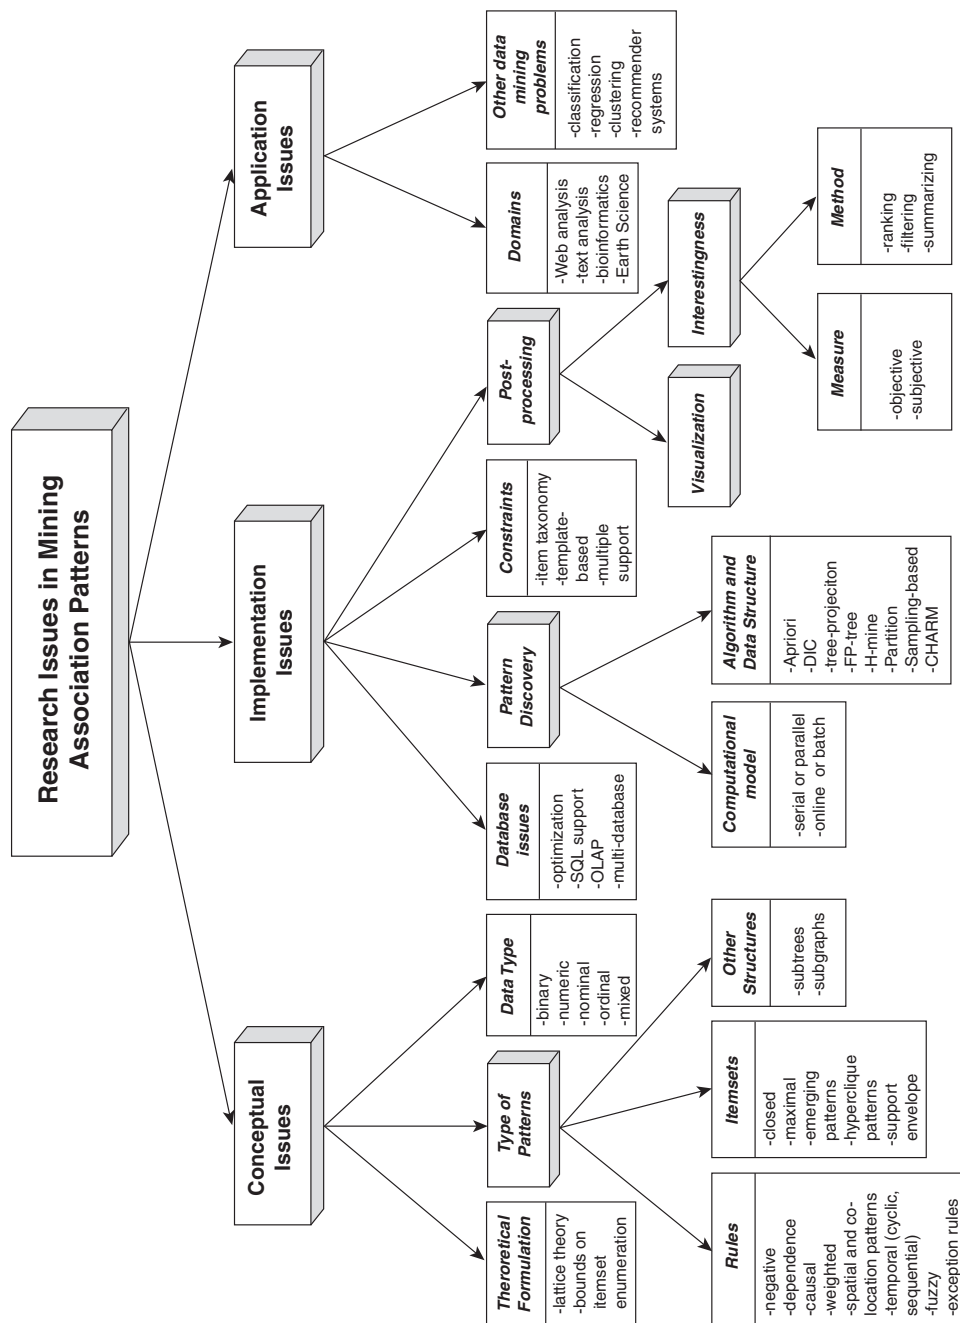 Research Issues in Mining
Association Patterns
Conceptual
Issues
Implementation
Issues
Application
Issues
Theroretical
Formulation
-lattice theory
-bounds on
itemset
enumeration
Type of
Patterns
Data Type
-binary
-numeric
-nominal
-ordinal
-mixed
Database
issues
-optimization
-SQL support
-OLAP
-multi-database
Pattern
Discovery
Constraints
-item taxonomy
-template-
based
-multiple
support
Post-
processing
Domains
-Web analysis
-text analysis
-bioinformatics
-Earth Science
Other data
mining
problems
-classification
-regression
-clustering
-recommender
systems
Rules
-negative
-dependence
-causal
-weighted
-spatial and co-
location patterns
-temporal (cyclic,
sequential)
-fuzzy
-exception rules
Itemsets
-closed
-maximal
-emerging
patterns
-hyperclique
patterns
-support
envelope
Other
Structures
-subtrees
-subgraphs
Computational
model
-serial or parallel
-online or batch
Algorithm and
Data Structure
-Apriori
-DIC
-tree-projeciton
-FP-tree
-H-mine
-Partition
-Sampling-based
-CHARM
Visualization
Interestingness
Measure
-objective
-subjective
Method
-ranking
-filtering
-summarizing